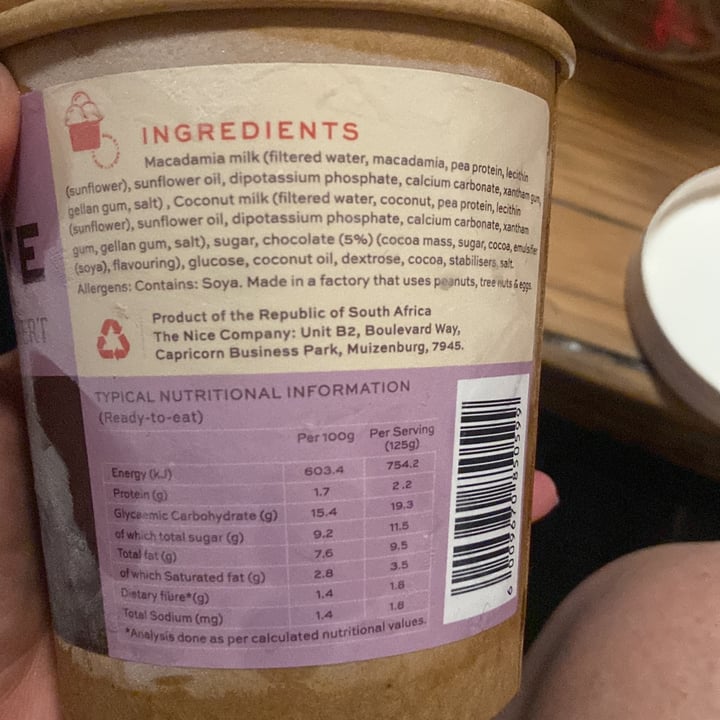 INGREDIENTS
Macadamia milk (filtered water, macadamia, pea protein, lecithin
(sunflower), sunflower oil, dipotassium phosphate, calcium carbonate, xantham gum,
gellan gum, salt) , Coconut milk (filtered water, coconut, pea protein, lecithin
(sunflower), sunflower oil, dipotassium phosphate, calcium carbonate, xantham
gum, gellan gum, salt), sugar, chocolate (5%) (cocoa mass, sugar, cocoa, emulsifier
(soya), flavouring), glucose, coconut oil, dextrose, cocoa, stabilisers, salt.
Allergens: Contains: Soya. Made in a factory that uses peanuts, tree nuts & eggs.
Product of the Republic of South Africa
The Nice Company: Unit B2, Boulevard Way,
Capricorn Business Park, Muizenburg, 7945.
TYPICAL NUTRITIONAL INFORMATION
(Ready-to-eat)
Per 100g Per Serving
(125g)
Energy (kJ) 603.4 754.2
Protein (g) 1.7 2.2
Glycaemic Carbohydrate (g) 15.4 19.3
of which total sugar (g) 9.2 11.5
Total fat (g) 7.6 9.5
of which Saturated fat (g) 2.8 3.5
Dietary fibre*(g) 1.4 1.8
Total Sodium (mg) 1.4 1.8
*Analysis done as per calculated nutritional values.